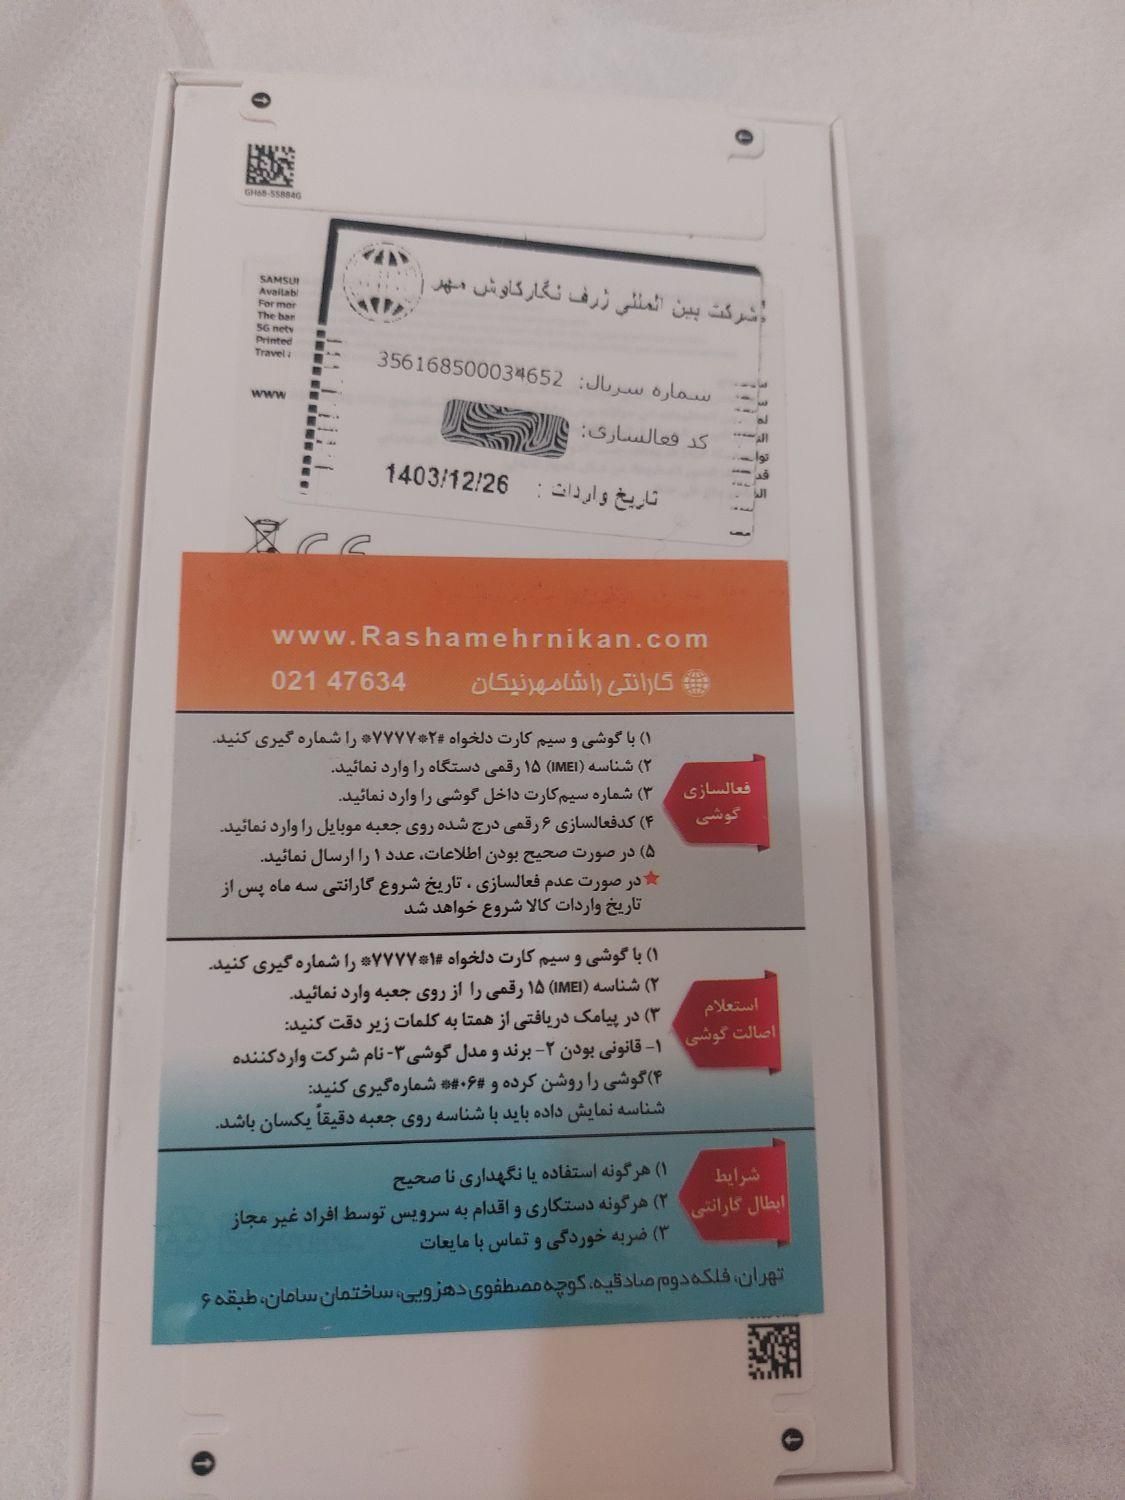 GH68-55884G
شرکت بین المللي ژرف نگارکاوش مهر
SAMSU
Availab
For mor
The bar
5G netv
Printed
Travel a
www
شماره سریال: 356168500034652
کد فعالسازی:
تاریخ واردات : 1403/12/26
www.Rashamehrnikan.com
گارانتی راشامهرنیکان 47634 021
فعالسازی گوشی
۱) با گوشی و سیم کارت دلخواه #۲*۷۷۷۷* را شماره گیری کنید.
۲) شناسه (IMEI) ۱۵ رقمی دستگاه را وارد نمائید.
۳) شماره سیم‌کارت داخل گوشی را وارد نمائید.
۴) کدفعالسازی ۶ رقمی درج شده روی جعبه موبایل را وارد نمائید.
۵) در صورت صحیح بودن اطلاعات، عدد ۱ را ارسال نمائید.
در صورت عدم فعالسازی ، تاریخ شروع گارانتی سه ماه پس از
تاریخ واردات کالا شروع خواهد شد
استعلام اصالت گوشی
۱) با گوشی و سیم کارت دلخواه #۱*۷۷۷۷* را شماره گیری کنید.
۲) شناسه (IMEI) ۱۵ رقمی را از روی جعبه وارد نمائید.
۳) در پیامک دریافتی از همتا به کلمات زیر دقت کنید:
۱- قانونی بودن ۲- برند و مدل گوشی ۳- نام شرکت واردکننده
۴)گوشی را روشن کرده و #۰۶#* شماره‌گیری کنید:
شناسه نمایش داده باید با شناسه روی جعبه دقیقاً یکسان باشد.
شرایط ابطال گارانتی
۱) هرگونه استفاده یا نگهداری نا صحیح
۲) هرگونه دستکاری و اقدام به سرویس توسط افراد غیر مجاز
۳) ضربه خوردگی و تماس با مایعات
تهران، فلکه دوم صادقیه، کوچه مصطفوی دهزویی، ساختمان سامان، طبقه ۶